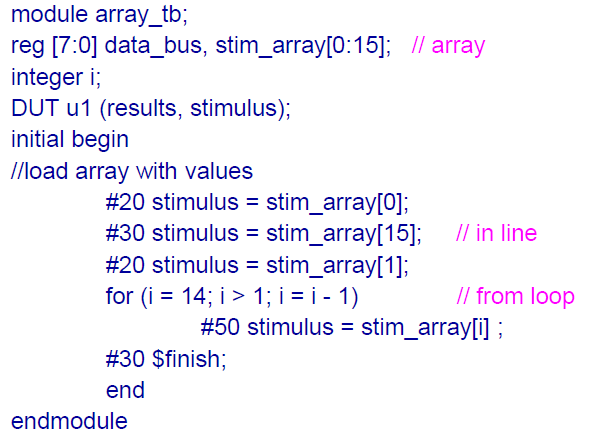 module array_tb;
reg [7:0] data_bus, stim_array[0:15];   // array
integer i;
DUT u1 (results, stimulus);
initial begin
//load array with values
#20 stimulus = stim_array[0];
#30 stimulus = stim_array[15];   // in line
#20 stimulus = stim_array[1];
for (i = 14; i > 1; i = i - 1)   // from loop
#50 stimulus = stim_array[i] ;
#30 $finish;
end
endmodule